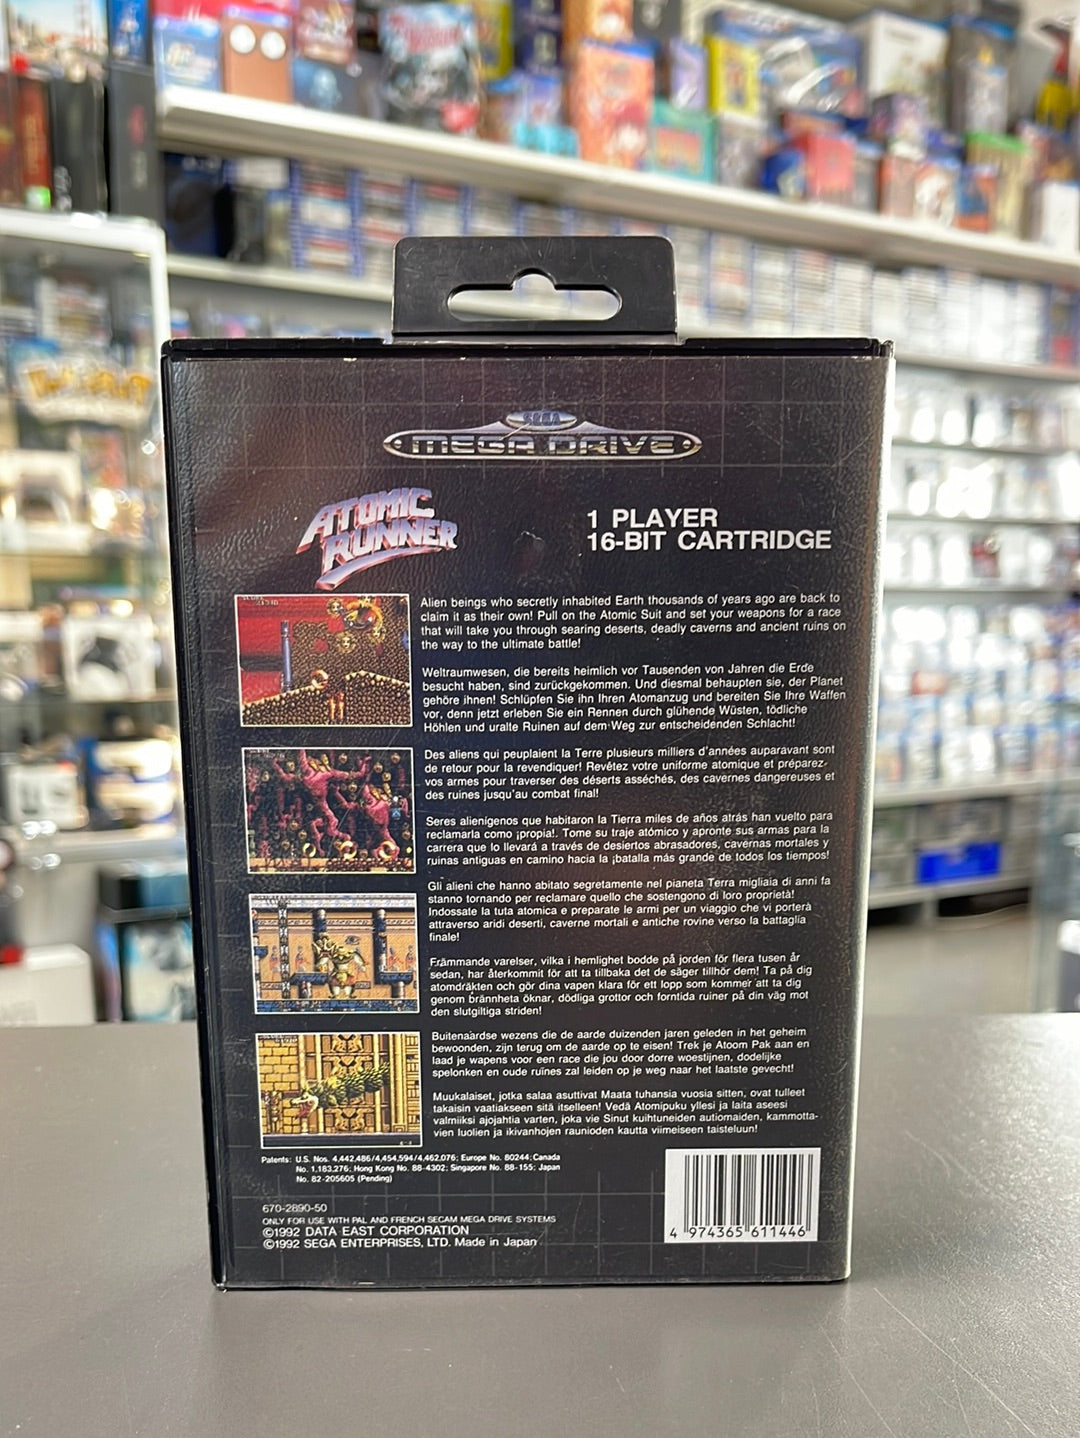 SEGA
MEGA DRIVE
ATOMIC
RUNNER
1 PLAYER
16-BIT CARTRIDGE
Alien beings who secretly inhabited Earth thousands of years ago are back to
claim it as their own! Pull on the Atomic Suit and set your weapons for a race
that will take you through searing deserts, deadly caverns and ancient ruins on
the way to the ultimate battle!
Weltraumwesen, die bereits heimlich vor Tausenden von Jahren die Erde
besucht haben, sind zurückgekommen. Und diesmal behaupten sie, der Planet
gehöre ihnen! Schlüpfen Sie ihn Ihren Atomanzug und bereiten Sie Ihre Waffen
vor, denn jetzt erleben Sie ein Rennen durch glühende Wüsten, tödliche
Höhlen und uralte Ruinen auf dem Weg zur entscheidenden Schlacht!
Des aliens qui peuplaient la Terre plusieurs milliers d'années auparavant sont
de retour pour la revendiquer! Revêtez votre uniforme atomique et préparez-
vos armes pour traverser des déserts asséchés, des cavernes dangereuses et
des ruines jusqu'au combat final!
Seres alienígenos que habitaron la Tierra miles de años atrás han vuelto para
reclamarla como ¡propia!. Tome su traje atómico y apronte sus armas para la
carrera que lo llevará a través de desiertos abrasadores, cavernas mortales y
ruinas antiguas en camino hacia la ¡batalla más grande de todos los tiempos!
Gli alieni che hanno abitato segretamente nel pianeta Terra migliaia di anni fa
stanno tornando per reclamare quello che sostengono di loro proprietà!
Indossate la tuta atomica e preparate le armi per un viaggio che vi porterà
attraverso aridi deserti, caverne mortali e antiche rovine verso la battaglia
finale!
Främmande varelser, vilka i hemlighet bodde på jorden för flera tusen år
sedan, har återkommit för att ta tillbaka det de säger tillhör dem! Ta på dig
atomdräkten och gör dina vapen klara för ett lopp som kommer att ta dig
genom brännheta öknar, dödliga grottor och forntida ruiner på din väg mot
den slutgiltiga striden!
Buitenaardse wezens die de aarde duizenden jaren geleden in het geheim
bewoonden, zijn terug om de aarde op te eisen! Trek je Atoom Pak aan en
laad je wapens voor een race die jou door dorre woestijnen, dodelijke
spelonken en oude ruïnes zal leiden op je weg naar het laatste gevecht!
Muukalaiset, jotka salaa asuttivat Maata tuhansia vuosia sitten, ovat tulleet
takaisin vaatiakseen sitä itselleen! Vedä Atomipuku yllesi ja laita aseesi
valmiiksi ajojahtia varten, joka vie Sinut kuihtuneiden autiomaiden, kammotta-
vien luolien ja ikivanhojen raunioden kautta viimeiseen taisteluun!
Patents: U.S. Nos. 4,442,486/4,454,594/4,462,076; Europe No. 80244; Canada
No. 1,183,276; Hong Kong No. 88-4302; Singapore No. 88-155; Japan
No. 82-205605 (Pending)
670-2890-50
ONLY FOR USE WITH PAL AND FRENCH SECAM MEGA DRIVE SYSTEMS
©1992 DATA EAST CORPORATION
©1992 SEGA ENTERPRISES, LTD. Made in Japan
4 974365 611446